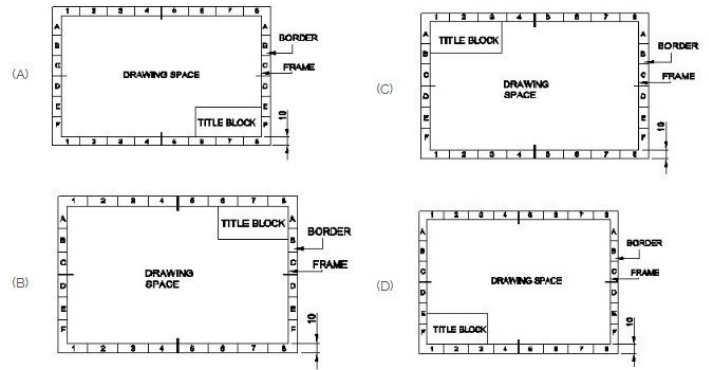 (A)
1 2 3 4 5 6 7 8
A A
B B
BORDER
C C
DRAWING SPACE
FRAME
D D
E E
F TITLE BLOCK F
10
1 2 3 4 5 6 7 8
(B)
1 2 3 4 5 6 7 8
A A
TITLE BLOCK
B B
BORDER
C C
DRAWING
SPACE
FRAME
D D
E E
F F
10
1 2 3 4 5 6 7 8
(C)
1 2 3 4 5 6 7 8
A A
TITLE BLOCK
B B
BORDER
C C
FRAME
DRAWING
SPACE
D D
E E
F F
10
1 2 3 4 5 6 7 8
(D)
1 2 3 4 5 6 7 8
A A
B B
BORDER
C C
DRAWING SPACE
FRAME
D D
E E
F TITLE BLOCK F
10
1 2 3 4 5 6 7 8